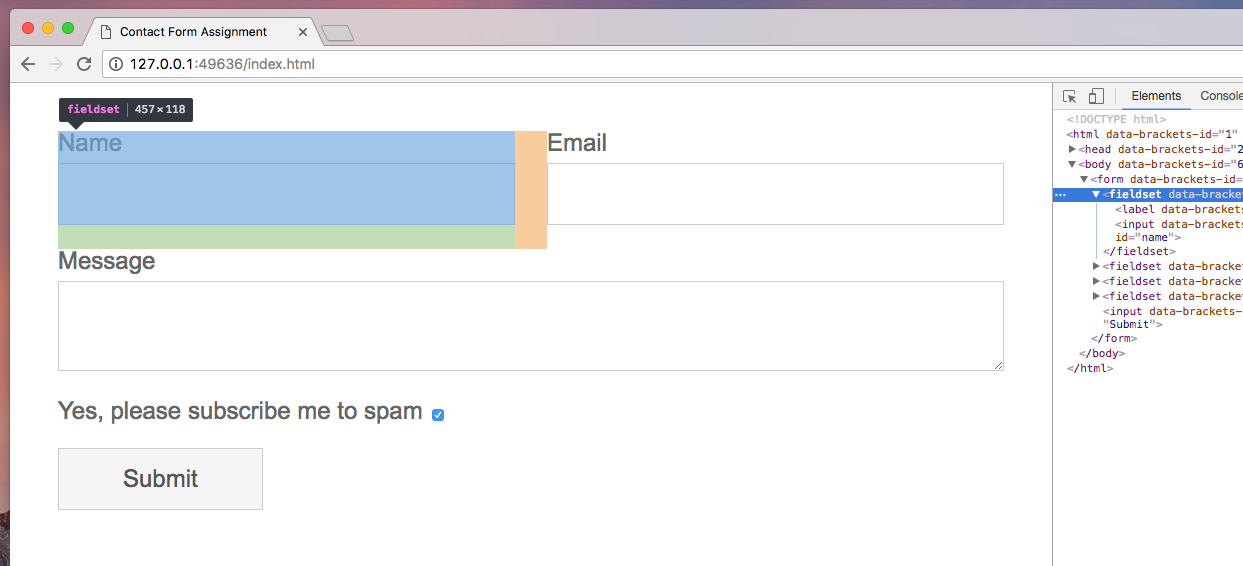 Contact Form Assignment
127.0.0.1:49636/index.html
fieldset 457 × 118
Name
Email
Message
Yes, please subscribe me to spam
Submit
Elements Console
<!DOCTYPE html>
<html data-brackets-id="1"
<head data-brackets-id="2
<body data-brackets-id="6
<form data-brackets-id=
<fieldset data-bracket
<label data-brackets
<input data-brackets
id="name">
</fieldset>
<fieldset data-bracket
<fieldset data-bracket
<fieldset data-bracket
<input data-brackets-
"Submit">
</form>
</body>
</html>